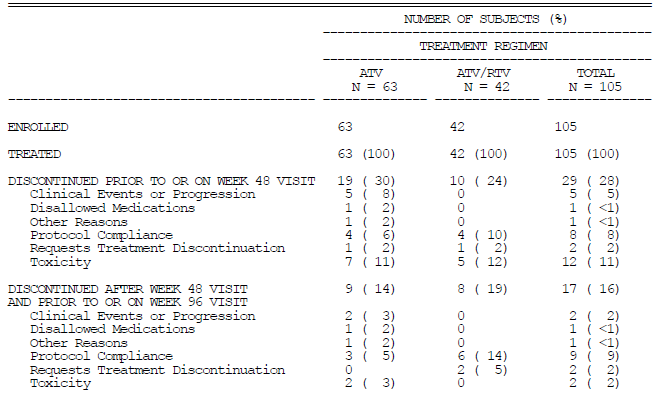 NUMBER OF SUBJECTS (%)
TREATMENT REGIMEN
ATV ATV/RTV TOTAL
N = 63 N = 42 N = 105
ENROLLED 63 42 105
TREATED 63 (100) 42 (100) 105 (100)
DISCONTINUED PRIOR TO OR ON WEEK 48 VISIT 19 ( 30) 10 ( 24) 29 ( 28)
Clinical Events or Progression 5 ( 8) 0 5 ( 5)
Disallowed Medications 1 ( 2) 0 1 ( <1)
Other Reasons 1 ( 2) 0 1 ( <1)
Protocol Compliance 4 ( 6) 4 ( 10) 8 ( 8)
Requests Treatment Discontinuation 1 ( 2) 1 ( 2) 2 ( 2)
Toxicity 7 ( 11) 5 ( 12) 12 ( 11)
DISCONTINUED AFTER WEEK 48 VISIT 9 ( 14) 8 ( 19) 17 ( 16)
AND PRIOR TO OR ON WEEK 96 VISIT
Clinical Events or Progression 2 ( 3) 0 2 ( 2)
Disallowed Medications 1 ( 2) 0 1 ( <1)
Other Reasons 1 ( 2) 0 1 ( <1)
Protocol Compliance 3 ( 5) 6 ( 14) 9 ( 9)
Requests Treatment Discontinuation 0 2 ( 5) 2 ( 2)
Toxicity 2 ( 3) 0 2 ( 2)